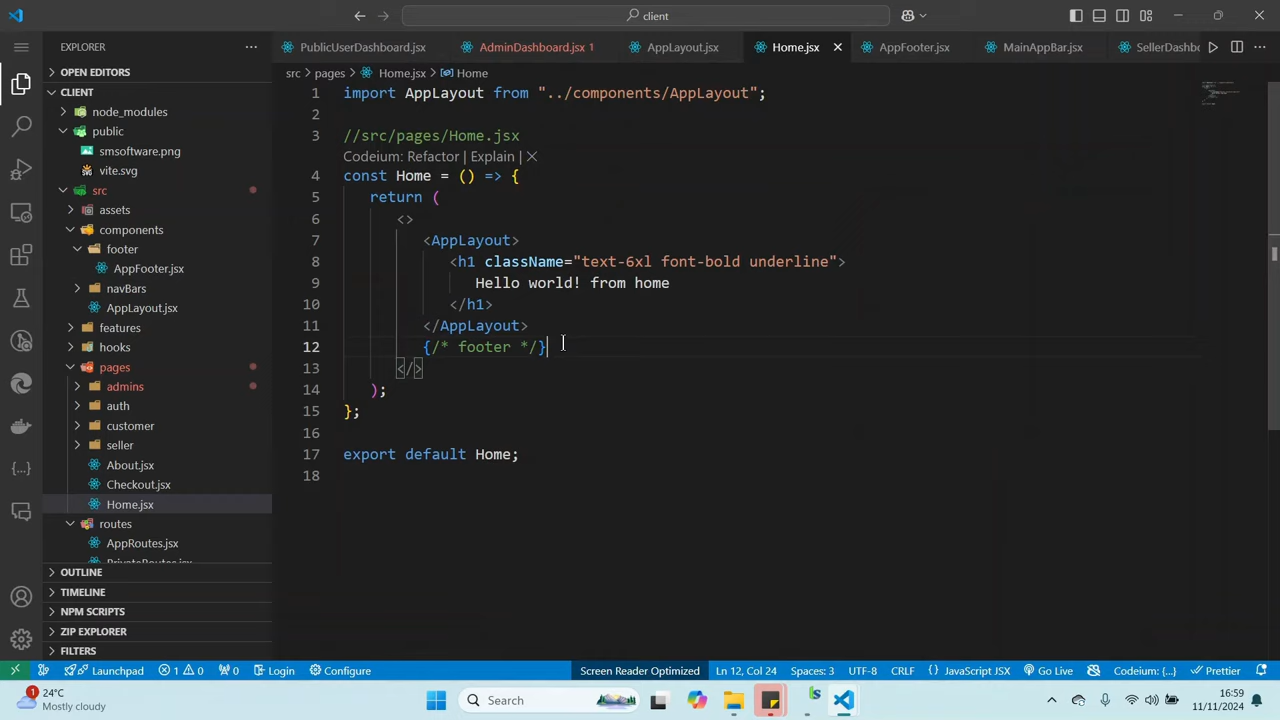 client
EXPLORER
PublicUserDashboard.jsx
AdminDashboard.jsx 1
AppLayout.jsx
Home.jsx
AppFooter.jsx
MainAppBar.jsx
SellerDashbo
OPEN EDITORS
CLIENT
node_modules
public
smsoftware.png
vite.svg
src
assets
components
footer
AppFooter.jsx
navBars
AppLayout.jsx
features
hooks
pages
admins
auth
customer
seller
About.jsx
Checkout.jsx
Home.jsx
routes
AppRoutes.jsx
PrivateRoutes.jsx
OUTLINE
TIMELINE
NPM SCRIPTS
ZIP EXPLORER
FILTERS
src > pages > Home.jsx > Home
1 import AppLayout from "../components/AppLayout";
2
3 //src/pages/Home.jsx
Codeium: Refactor | Explain | X
4 const Home = () => {
5 return (
6 <>
7 <AppLayout>
8 <h1 className="text-6xl font-bold underline">
9 Hello world! from home
10 </h1>
11 </AppLayout>
12 {/* footer */}
13 </>
14 );
15 };
16
17 export default Home;
18
Launchpad
1 0
0
Login
Configure
Screen Reader Optimized
Ln 12, Col 24
Spaces: 3
UTF-8
CRLF
{} JavaScript JSX
Go Live
Codeium: {...}
Prettier
1
24°C
Mostly cloudy
Search
16:59
11/11/2024